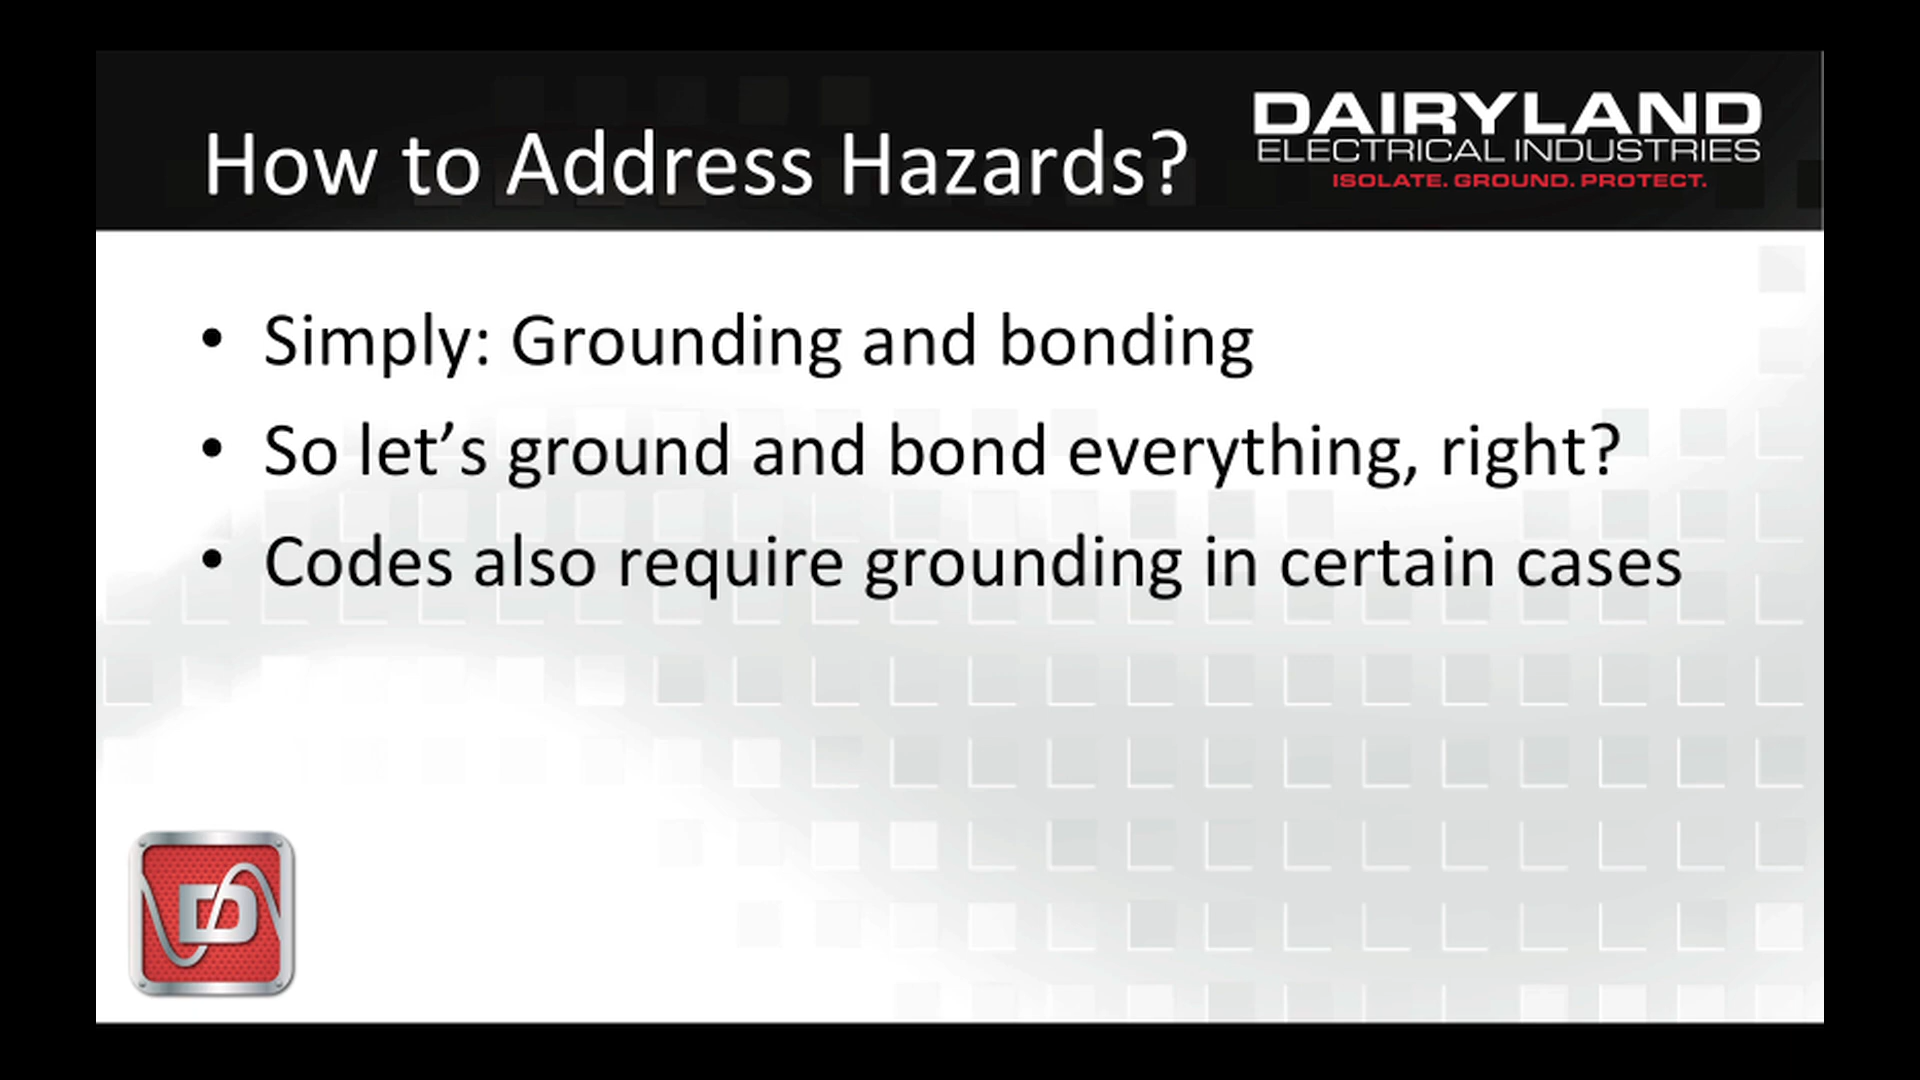 How to Address Hazards?
DAIRYLAND
ELECTRICAL INDUSTRIES
ISOLATE. GROUND. PROTECT.
• Simply: Grounding and bonding
• So let’s ground and bond everything, right?
• Codes also require grounding in certain cases
D